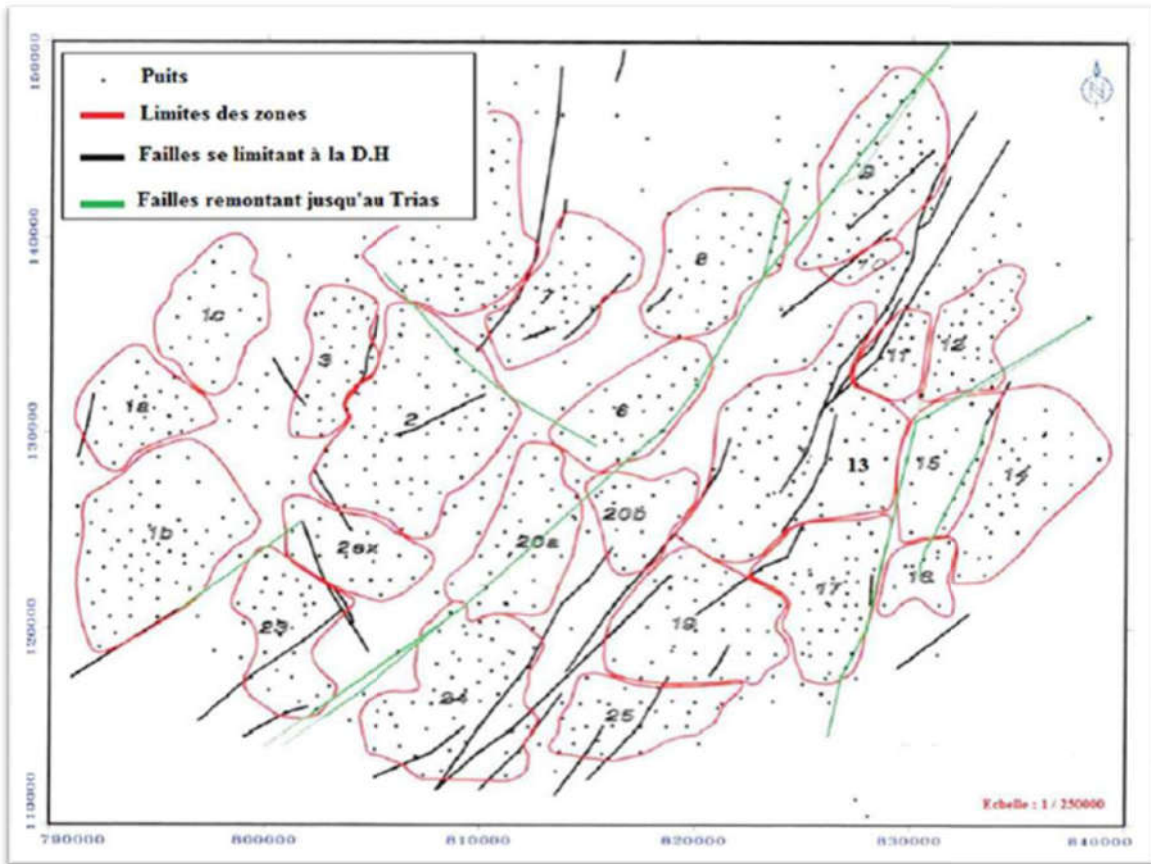 Puits
Limites des zones
Failles se limitant à la D.H
Failles remontant jusqu'au Trias
N
150000
140000
130000
120000
110000
9
8
10
1c
7
3
11
12
1a
2
6
13
15
14
1b
20b
2ex
20a
16
17
23
19
24
25
Echelle : 1 / 250000
790000
800000
810000
820000
830000
840000